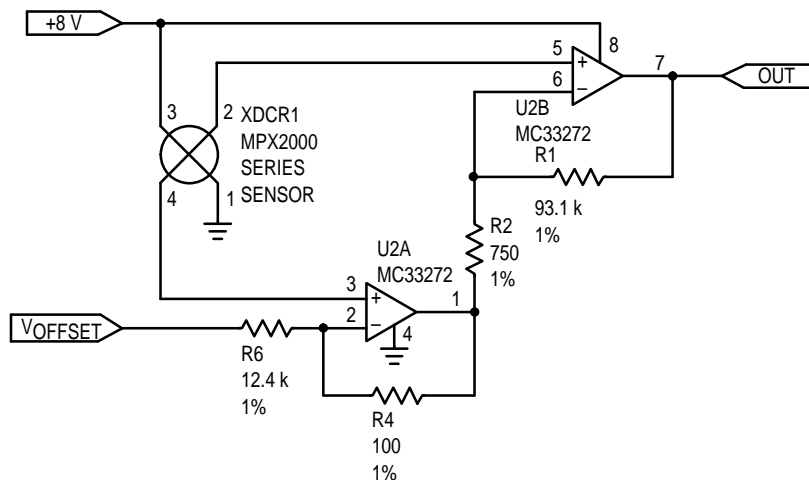 +8 V
8
5
7
6
OUT
U2B
MC33272
3
2
XDCR1
MPX2000
SERIES
SENSOR
4
1
R1
93.1 k
1%
R2
750
1%
U2A
MC33272
3
1
2
4
VOFFSET
R6
12.4 k
1%
R4
100
1%